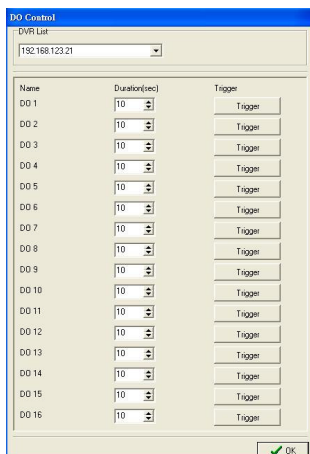 DO Control
DVR List
192.168.123.21
Name Duration(sec) Trigger
DO 1 10 Trigger
DO 2 10 Trigger
DO 3 10 Trigger
DO 4 10 Trigger
DO 5 10 Trigger
DO 6 10 Trigger
DO 7 10 Trigger
DO 8 10 Trigger
DO 9 10 Trigger
DO 10 10 Trigger
DO 11 10 Trigger
DO 12 10 Trigger
DO 13 10 Trigger
DO 14 10 Trigger
DO 15 10 Trigger
DO 16 10 Trigger
OK